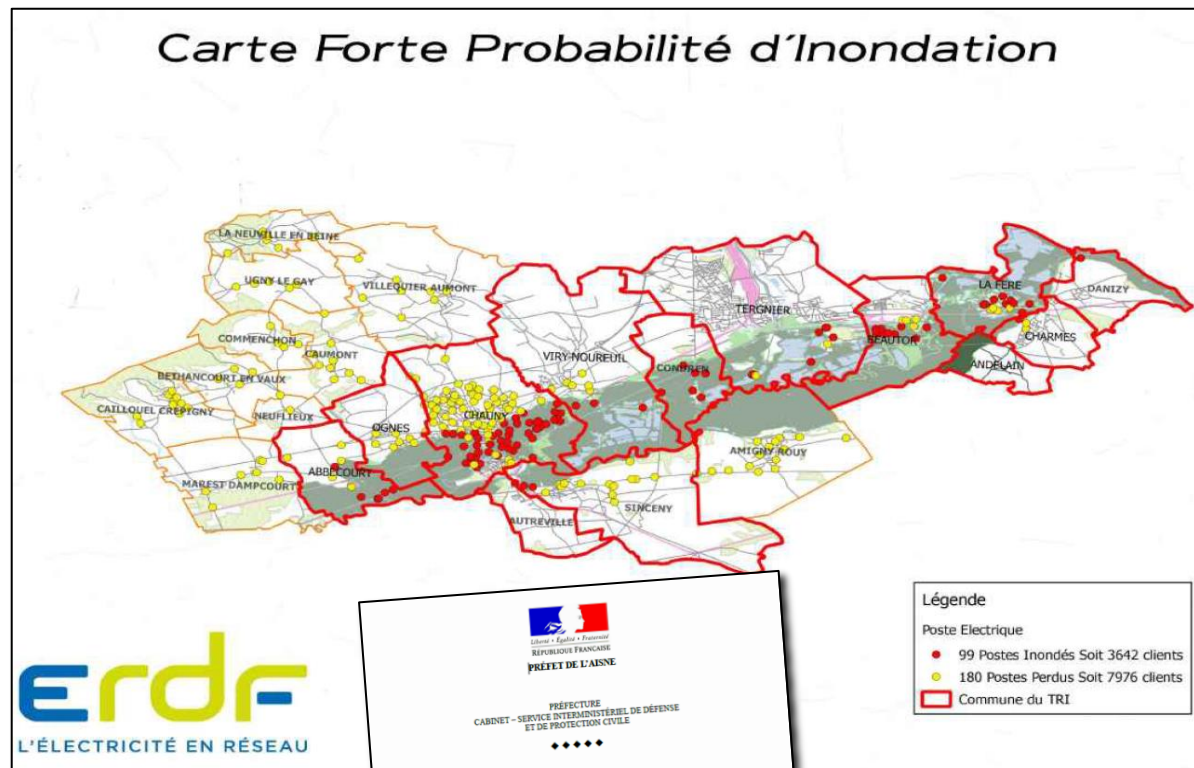 Carte Forte Probabilité d'Inondation
LA NEUVILLE EN BEINE
UGNY LE GAY
VILLEQUIER AUMONT
LA FERE
DANIZY
TERGNIER
COMMENCHON
CAUMONT
VIRY-NOUREUIL
BEAUTOR
CHARMES
BETHANCOURT EN VAUX
CONDREN
ANDELAIN
CAILLOUEL CREPIGNY
NEUFLIEUX
OGNES
CHAUNY
ABBECOURT
AMIGNY ROUY
MAREST DAMPCOURT
SINCENY
AUTREVILLE
Liberté • Égalité • Fraternité
RÉPUBLIQUE FRANÇAISE
PRÉFET DE L'AISNE
PRÉFECTURE
CABINET – SERVICE INTERMINISTÉRIEL DE DÉFENSE
ET DE PROTECTION CIVILE
Légende
Poste Electrique
99 Postes Inondés Soit 3642 clients
180 Postes Perdus Soit 7976 clients
Commune du TRI
erdf
L'ÉLECTRICITÉ EN RÉSEAU